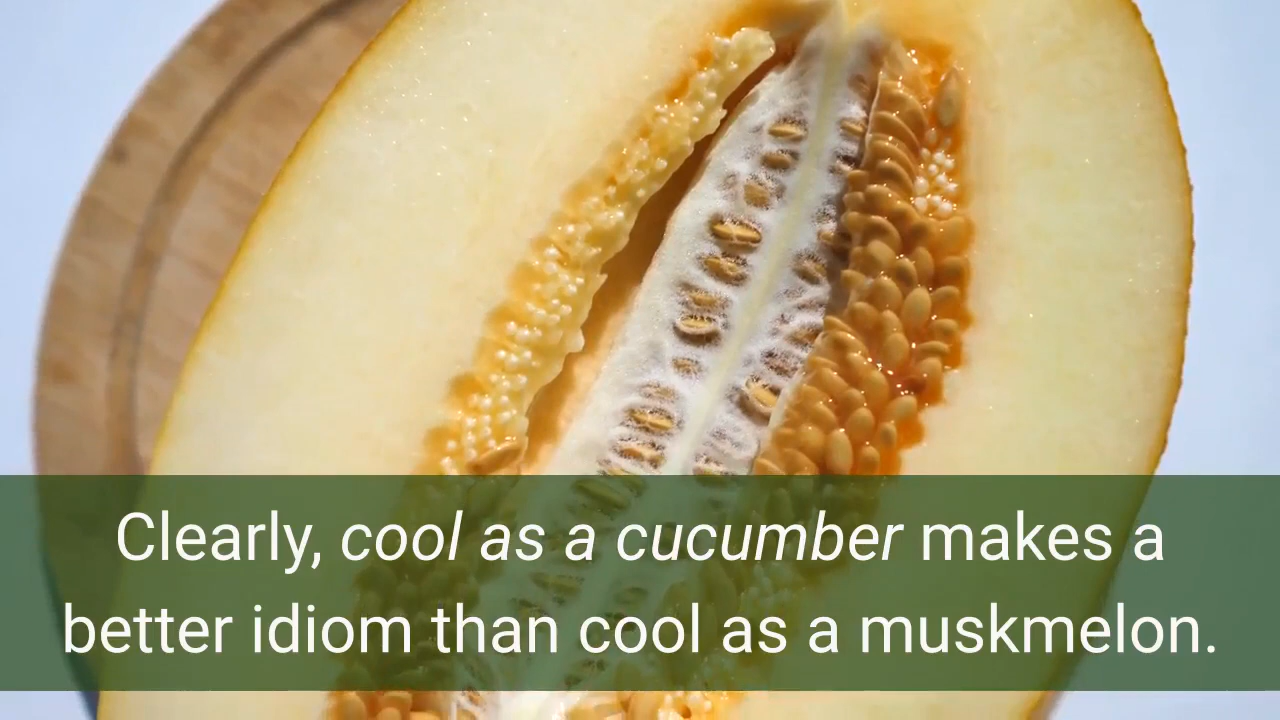 Clearly, cool as a cucumber makes a
better idiom than cool as a muskmelon.